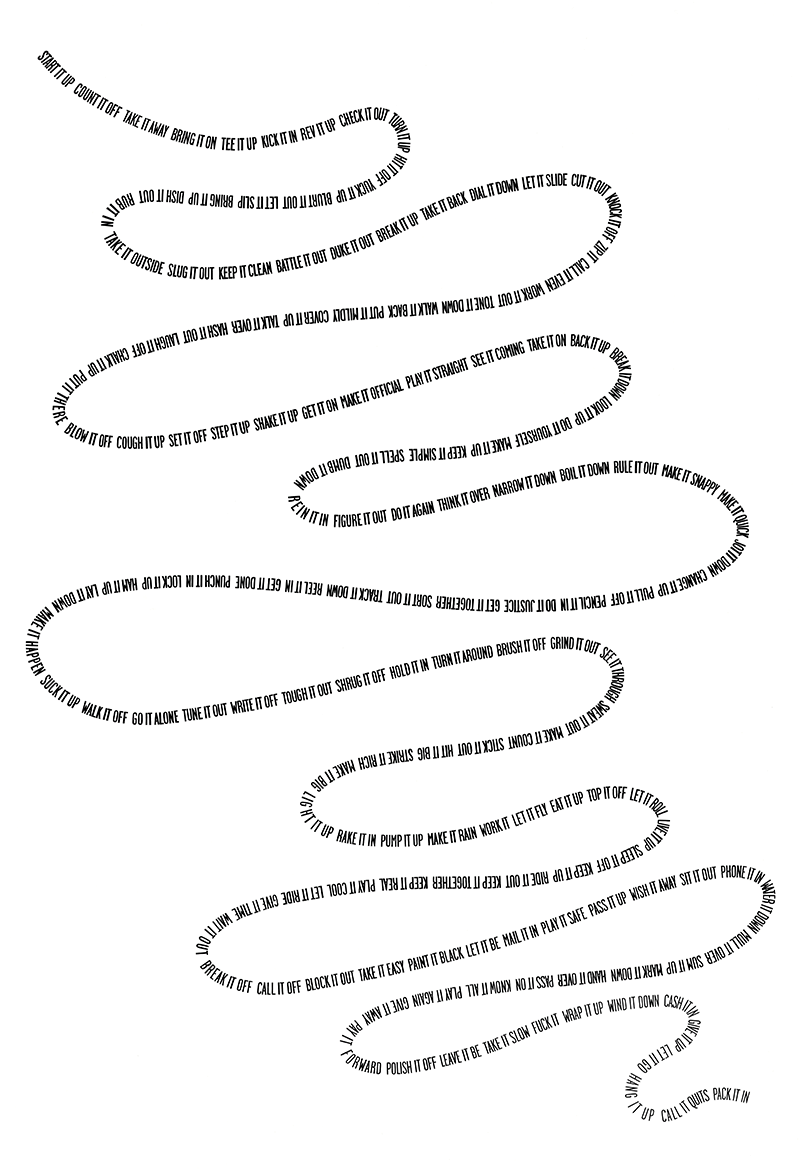 START IT UP COUNT IT OFF TAKE IT AWAY BRING IT ON TEE IT UP KICK IT IN REV IT UP CHECK IT OUT TURN IT UP HIT IT OFF YUCK IT UP BLURT IT OUT LET IT SLIP BRING IT UP DISH IT OUT RUB IT IN TAKE IT OUTSIDE SLUG IT OUT KEEP IT CLEAN BATTLE IT OUT DUKE IT OUT BREAK IT UP TAKE IT BACK DIAL IT DOWN LET IT SLIDE CUT IT OUT KNOCK IT OFF ZIP IT CALL IT EVEN WORK IT OUT TONE IT DOWN WALK IT BACK PUT IT MILDLY COVER IT UP TALK IT OVER HASH IT OUT LAUGH IT OFF CHALK IT UP PUT IT THERE BLOW IT OFF COUGH IT UP SET IT OFF STEP IT UP SHAKE IT UP GET IT ON MAKE IT OFFICIAL PLAY IT STRAIGHT SEE IT COMING TAKE IT ON BACK IT UP BREAK IT DOWN LOOK IT UP DO IT YOURSELF MAKE IT UP KEEP IT SIMPLE SPELL IT OUT DUMB IT DOWN REIN IT IN FIGURE IT OUT DO IT AGAIN THINK IT OVER NARROW IT DOWN BOIL IT DOWN RULE IT OUT MAKE IT SNAPPY MAKE IT QUICK JOT IT DOWN CHANGE IT UP PULL IT OFF PENCIL IT IN DO IT JUSTICE GET IT TOGETHER SORT IT OUT TRACK IT DOWN REEL IT IN GET IT DONE PUNCH IT IN LOCK IT UP HAM IT UP LAY IT DOWN MAKE IT HAPPEN SUCK IT UP WALK IT OFF GO IT ALONE TUNE IT OUT WRITE IT OFF TOUGH IT OUT SHRUG IT OFF HOLD IT IN TURN IT AROUND BRUSH IT OFF GRIND IT OUT SEE IT THROUGH SWEAT IT OUT MAKE IT COUNT STICK IT OUT HIT IT BIG STRIKE IT RICH MAKE IT BIG LIGHT IT UP RAKE IT IN PUMP IT UP MAKE IT RAIN WORK IT LET IT FLY EAT IT UP TOP IT OFF LET IT ROLL LIVE IT UP SLEEP IT OFF KEEP IT UP RIDE IT OUT KEEP IT TOGETHER KEEP IT REAL PLAY IT COOL LET IT RIDE GIVE IT TIME WAIT IT OUT BREAK IT OFF CALL IT OFF BLOCK IT OUT TAKE IT EASY PAINT IT BLACK LET IT BE MAIL IT IN PLAY IT SAFE PASS IT UP WISH IT AWAY SIT IT OUT PHONE IT IN WATER IT DOWN MULL IT OVER SUM IT UP MARK IT DOWN HAND IT OVER PASS IT ON KNOW IT ALL PLAY IT AGAIN GIVE IT AWAY PAY IT FORWARD POLISH IT OFF LEAVE IT BE TAKE IT SLOW FUCK IT WRAP IT UP WIND IT DOWN CASH IT IN GIVE IT UP LET IT GO HANG IT UP CALL IT QUITS PACK IT IN